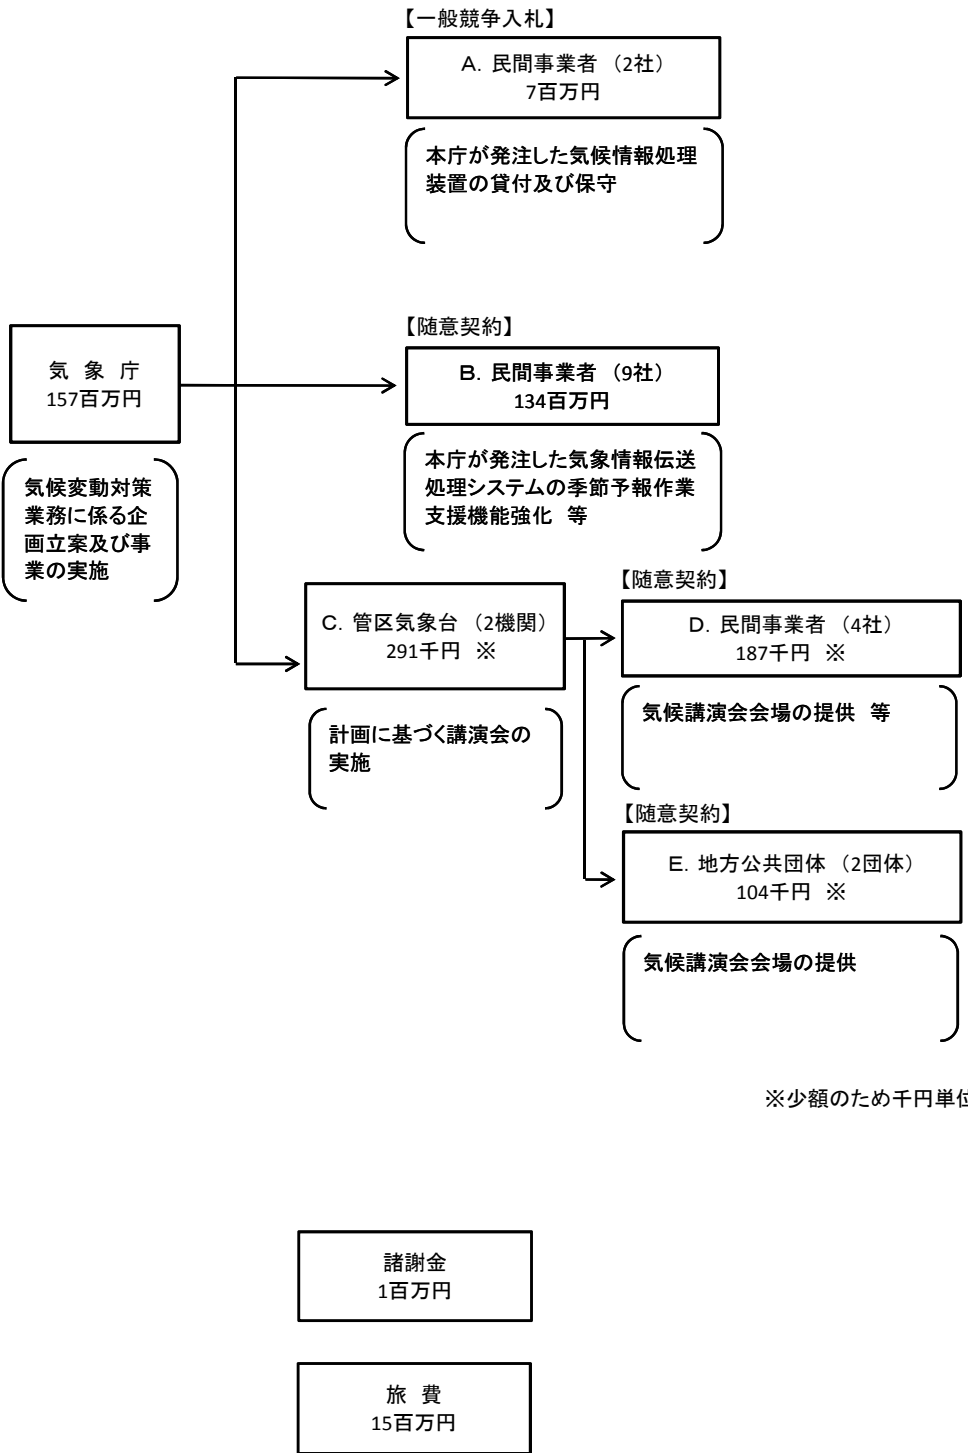 【一般競争入札】
A. 民間事業者 （2社）
7百万円
本庁が発注した気候情報処理
装置の貸付及び保守
気 象 庁
157百万円
気候変動対策
業務に係る企
画立案及び事
業の実施
【随意契約】
B. 民間事業者 （9社）
134百万円
本庁が発注した気象情報伝送
処理システムの季節予報作業
支援機能強化 等
C. 管区気象台 （2機関）
291千円 ※
計画に基づく講演会の
実施
【随意契約】
D. 民間事業者 （4社）
187千円 ※
気候講演会会場の提供 等
【随意契約】
E. 地方公共団体 （2団体）
104千円 ※
気候講演会会場の提供
※少額のため千円単位
諸謝金
1百万円
旅 費
15百万円